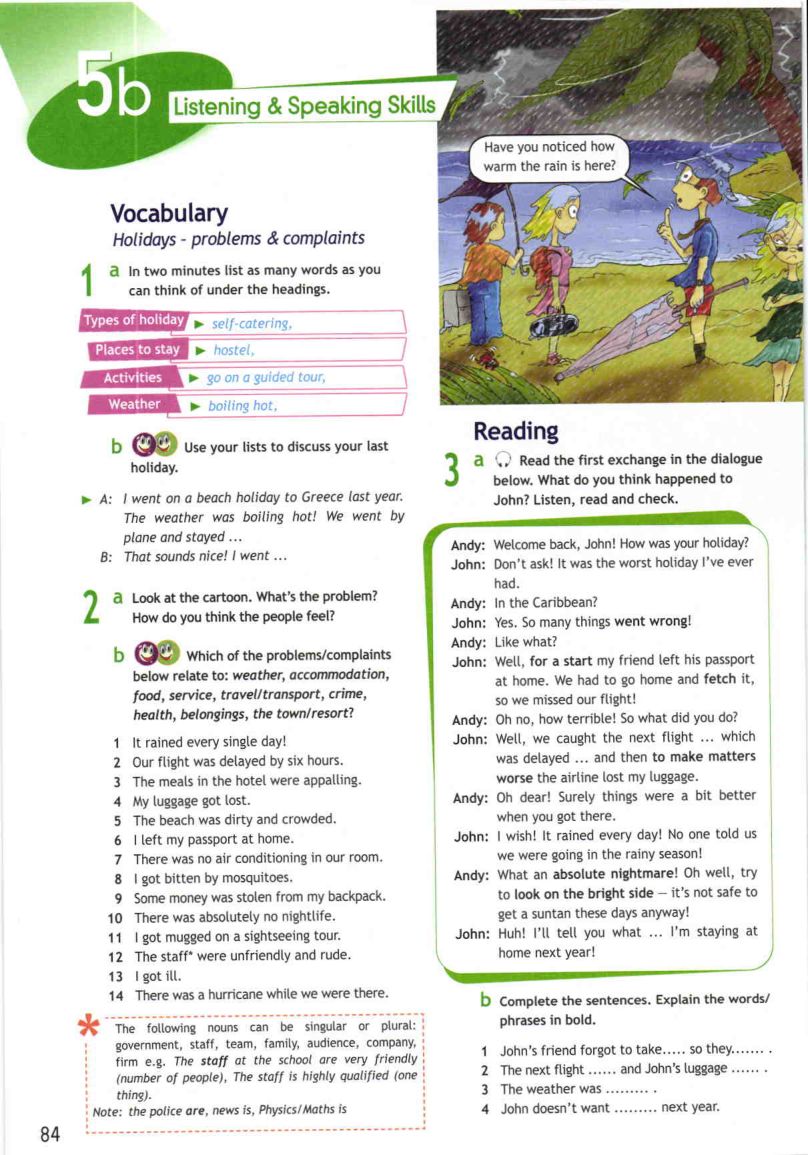 5b
Listening & Speaking Skills
Have you noticed how
warm the rain is here?
Vocabulary
Holidays - problems & complaints
1 a In two minutes list as many words as you
can think of under the headings.
Types of holiday ► self-catering,
Places to stay ► hostel,
Activities ► go on a guided tour,
Weather ► boiling hot,
b Use your lists to discuss your last
holiday.
► A: I went on a beach holiday to Greece last year.
The weather was boiling hot! We went by
plane and stayed ...
B: That sounds nice! I went ...
2 a Look at the cartoon. What's the problem?
How do you think the people feel?
b Which of the problems/complaints
below relate to: weather, accommodation,
food, service, travel/transport, crime,
health, belongings, the town/resort?
1 It rained every single day!
2 Our flight was delayed by six hours.
3 The meals in the hotel were appalling.
4 My luggage got lost.
5 The beach was dirty and crowded.
6 I left my passport at home.
7 There was no air conditioning in our room.
8 I got bitten by mosquitoes.
9 Some money was stolen from my backpack.
10 There was absolutely no nightlife.
11 I got mugged on a sightseeing tour.
12 The staff* were unfriendly and rude.
13 I got ill.
14 There was a hurricane while we were there.
* The following nouns can be singular or plural:
government, staff, team, family, audience, company,
firm e.g. The staff at the school are very friendly
(number of people), The staff is highly qualified (one
thing).
Note: the police are, news is, Physics/Maths is
84
Reading
3 a Read the first exchange in the dialogue
below. What do you think happened to
John? Listen, read and check.
Andy: Welcome back, John! How was your holiday?
John: Don't ask! It was the worst holiday I've ever
had.
Andy: In the Caribbean?
John: Yes. So many things went wrong!
Andy: Like what?
John: Well, for a start my friend left his passport
at home. We had to go home and fetch it,
so we missed our flight!
Andy: Oh no, how terrible! So what did you do?
John: Well, we caught the next flight ... which
was delayed ... and then to make matters
worse the airline lost my luggage.
Andy: Oh dear! Surely things were a bit better
when you got there.
John: I wish! It rained every day! No one told us
we were going in the rainy season!
Andy: What an absolute nightmare! Oh well, try
to look on the bright side – it's not safe to
get a suntan these days anyway!
John: Huh! I'll tell you what ... I'm staying at
home next year!
b Complete the sentences. Explain the words/
phrases in bold.
1 John's friend forgot to take..... so they....... .
2 The next flight ...... and John's luggage ...... .
3 The weather was ......... .
4 John doesn't want ......... next year.